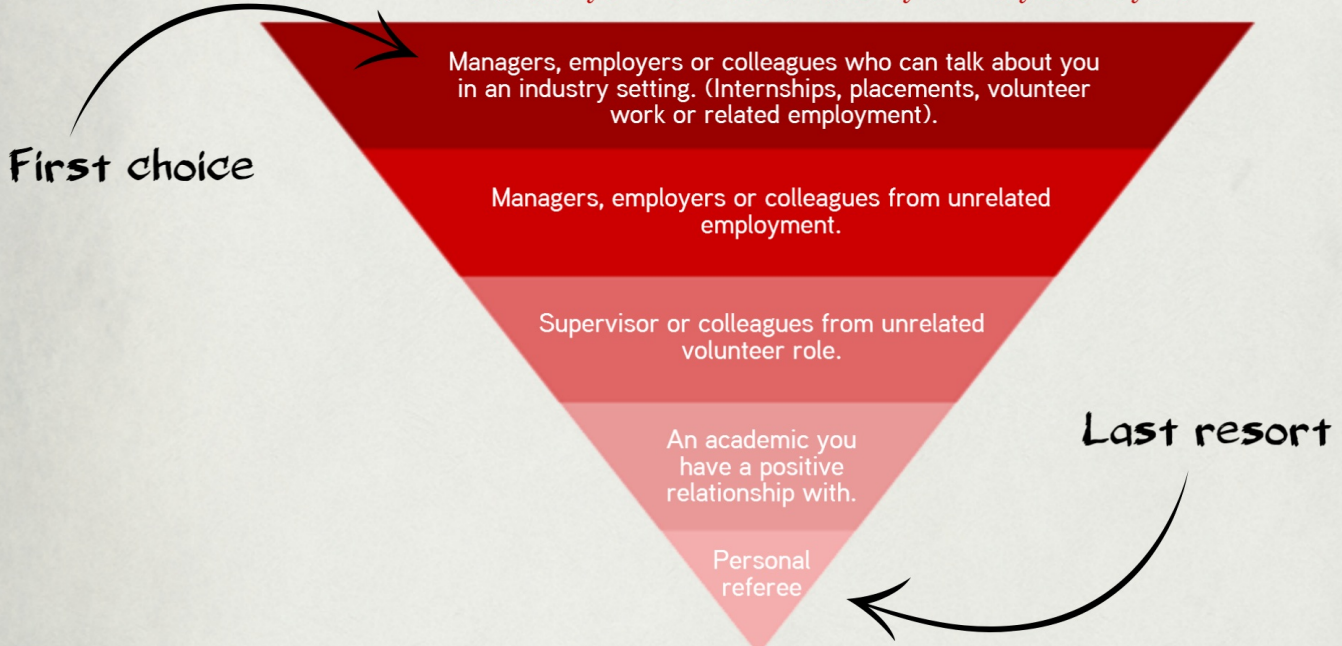 Managers, employers or colleagues who can talk about you
in an industry setting. (Internships, placements, volunteer
work or related employment).
First choice
Managers, employers or colleagues from unrelated
employment.
Supervisor or colleagues from unrelated
volunteer role.
An academic you
have a positive
relationship with.
Last resort
Personal
referee